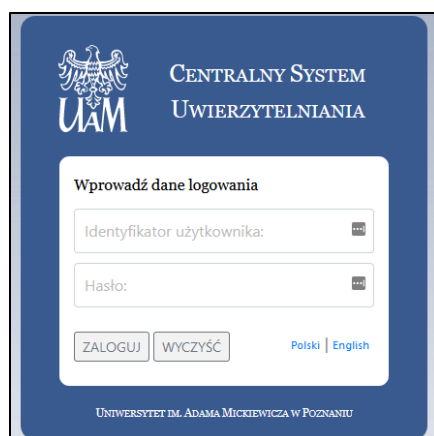 UAM
CENTRALNY SYSTEM
UWIERZYTELNIANIA
Wprowadź dane logowania
Identyfikator użytkownika:
Hasło:
ZALOGUJ WYCZYŚĆ Polski | English
UNIWERSYTET IM. ADAMA MICKIEWICZA W POZNANIU